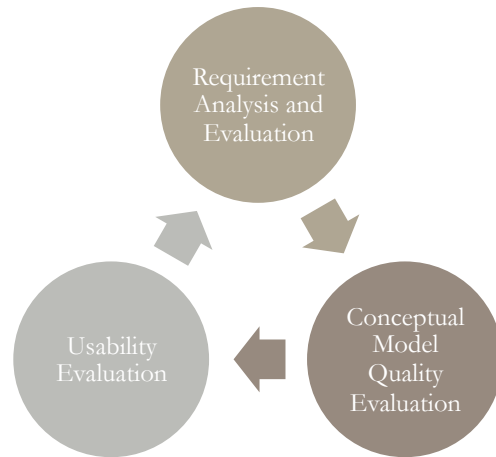 Requirement
Analysis and
Evaluation
Conceptual
Model
Quality
Evaluation
Usability
Evaluation